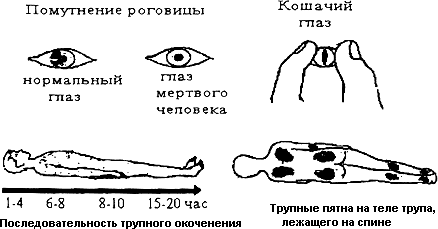 Помутнение роговицы
нормальный
глаз
глаз
мертвого
человека
Кошачий
глаз
1-4 6-8 8-10 15-20 час
Последовательность трупного окоченения
Трупные пятна на теле трупа,
лежащего на спине